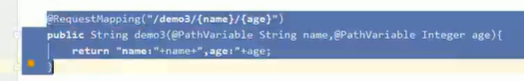 @RequestMapping("/demo3/{name}/{age}")
public String demo3(@PathVariable String name,@PathVariable Integer age){
return "name:"+name+",age:"+age;
}